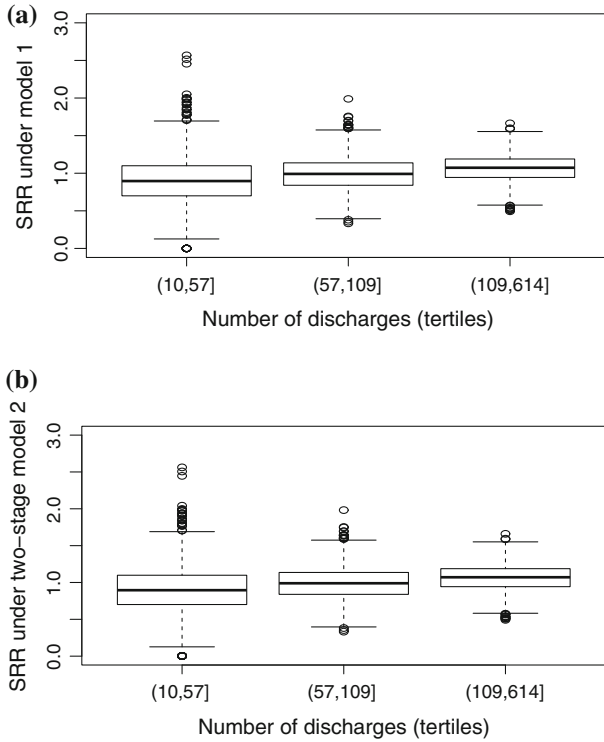 (a)
SRR under model 1
3.0
2.0
1.0
0.0
(10,57]
(57,109]
(109,614]
Number of discharges (tertiles)
(b)
SRR under two−stage model 2
3.0
2.0
1.0
0.0
(10,57]
(57,109]
(109,614]
Number of discharges (tertiles)